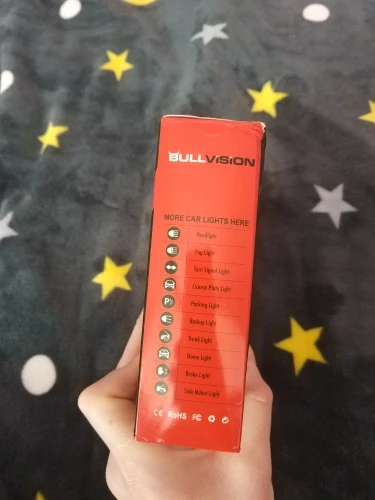 BULLVISION
MORE CAR LIGHTS HERE
Headlight
Fog Light
Turn Signal Light
License Plate Light
P Parking Light
Backup Light
Trunk Light
Dome Light
Brake Light
Side Maker Light
CE RoHS FC